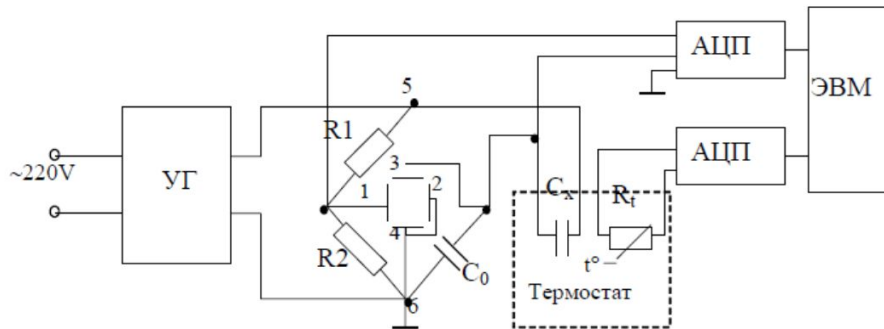 АЦП
ЭВМ
5
R1
~220V
УГ
3
1
2
АЦП
Cₓ
Rₜ
4
R2
C₀
t° –
6
Термостат